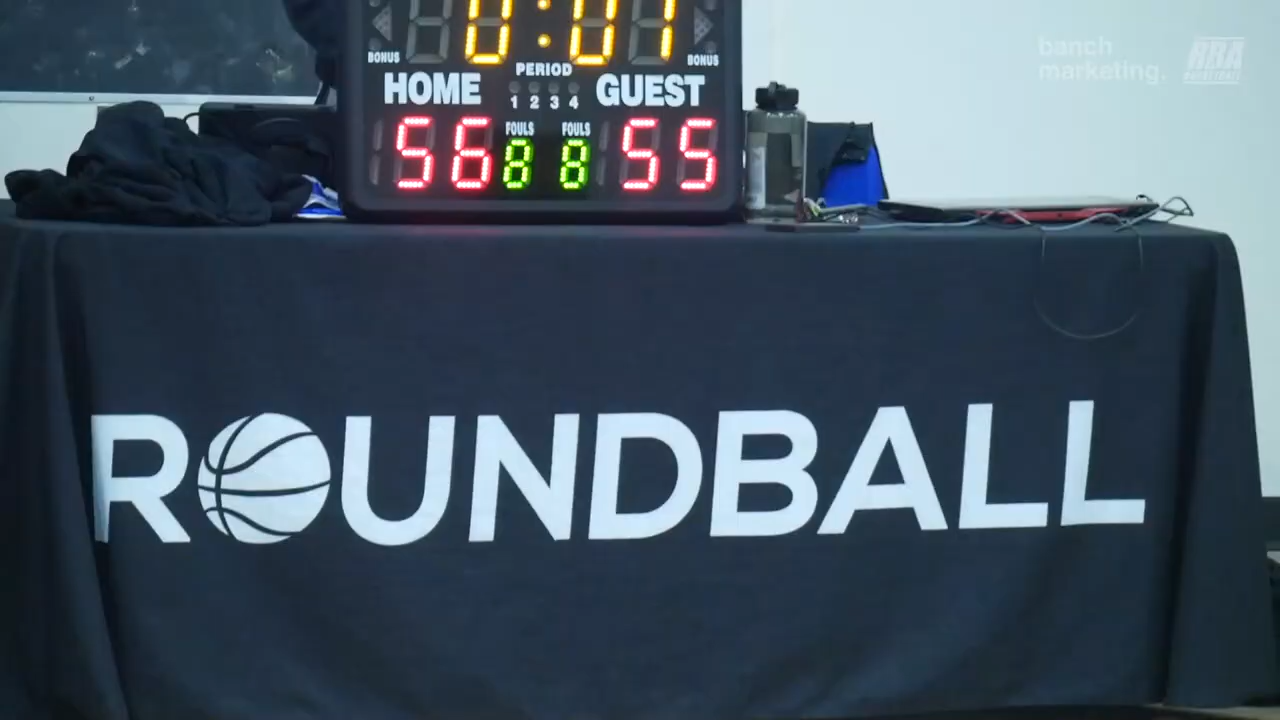 0:01
BONUS BONUS
PERIOD
HOME GUEST
1 2 3 4
FOULS FOULS
56 8 8 55
banch
marketing.
RBA
ROUNDBALL